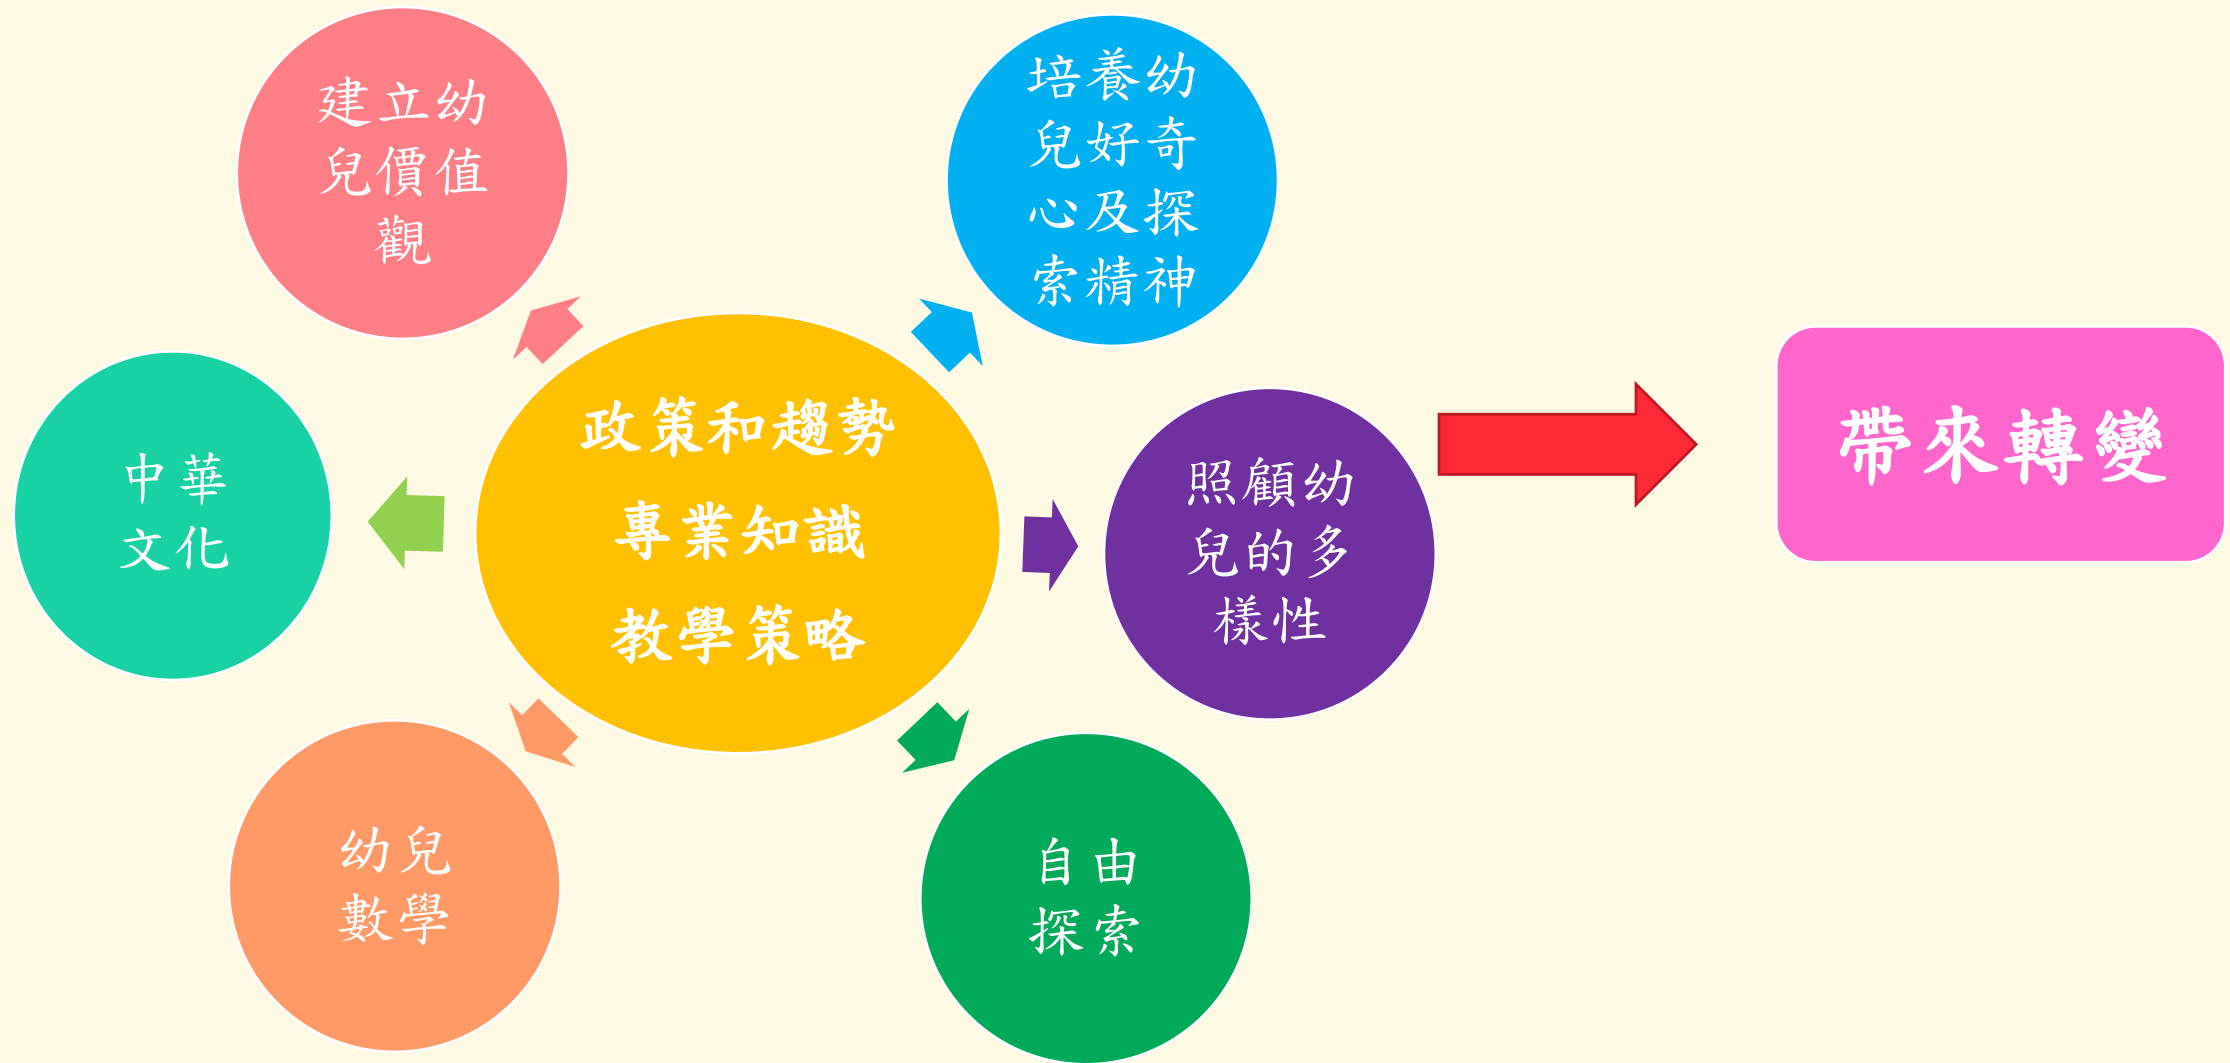 建立幼
兒價值
觀
培養幼
兒好奇
心及探
索精神
政策和趨勢
專業知識
教學策略
中華
文化
照顧幼
兒的多
樣性
帶來轉變
幼兒
數學
自由
探索